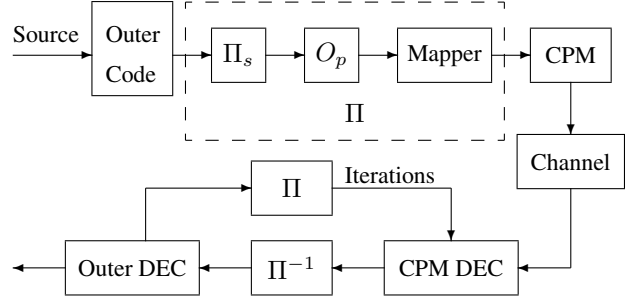 Source
Outer
Code
Π_s
O_p
Mapper
CPM
Π
Channel
Π
Iterations
Outer DEC
Π⁻¹
CPM DEC